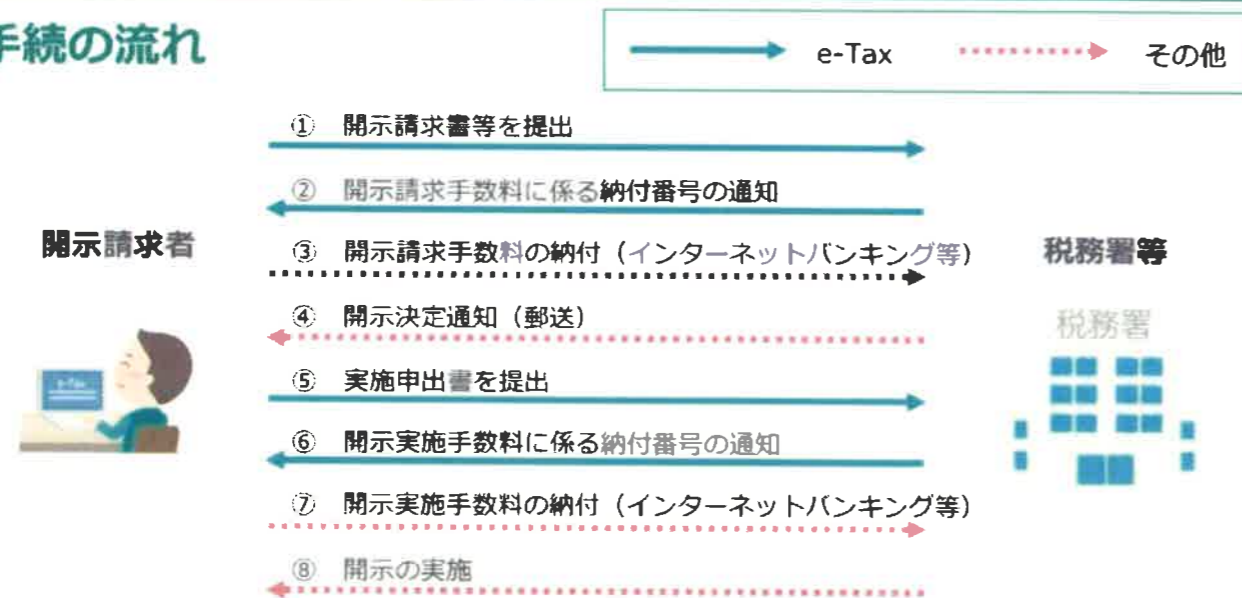 手続の流れ
e-Tax
その他
① 開示請求書等を提出
② 開示請求手数料に係る納付番号の通知
開示請求者
③ 開示請求手数料の納付（インターネットバンキング等）
税務署等
④ 開示決定通知（郵送）
税務署
e-Tax
⑤ 実施申出書を提出
⑥ 開示実施手数料に係る納付番号の通知
⑦ 開示実施手数料の納付（インターネットバンキング等）
⑧ 開示の実施